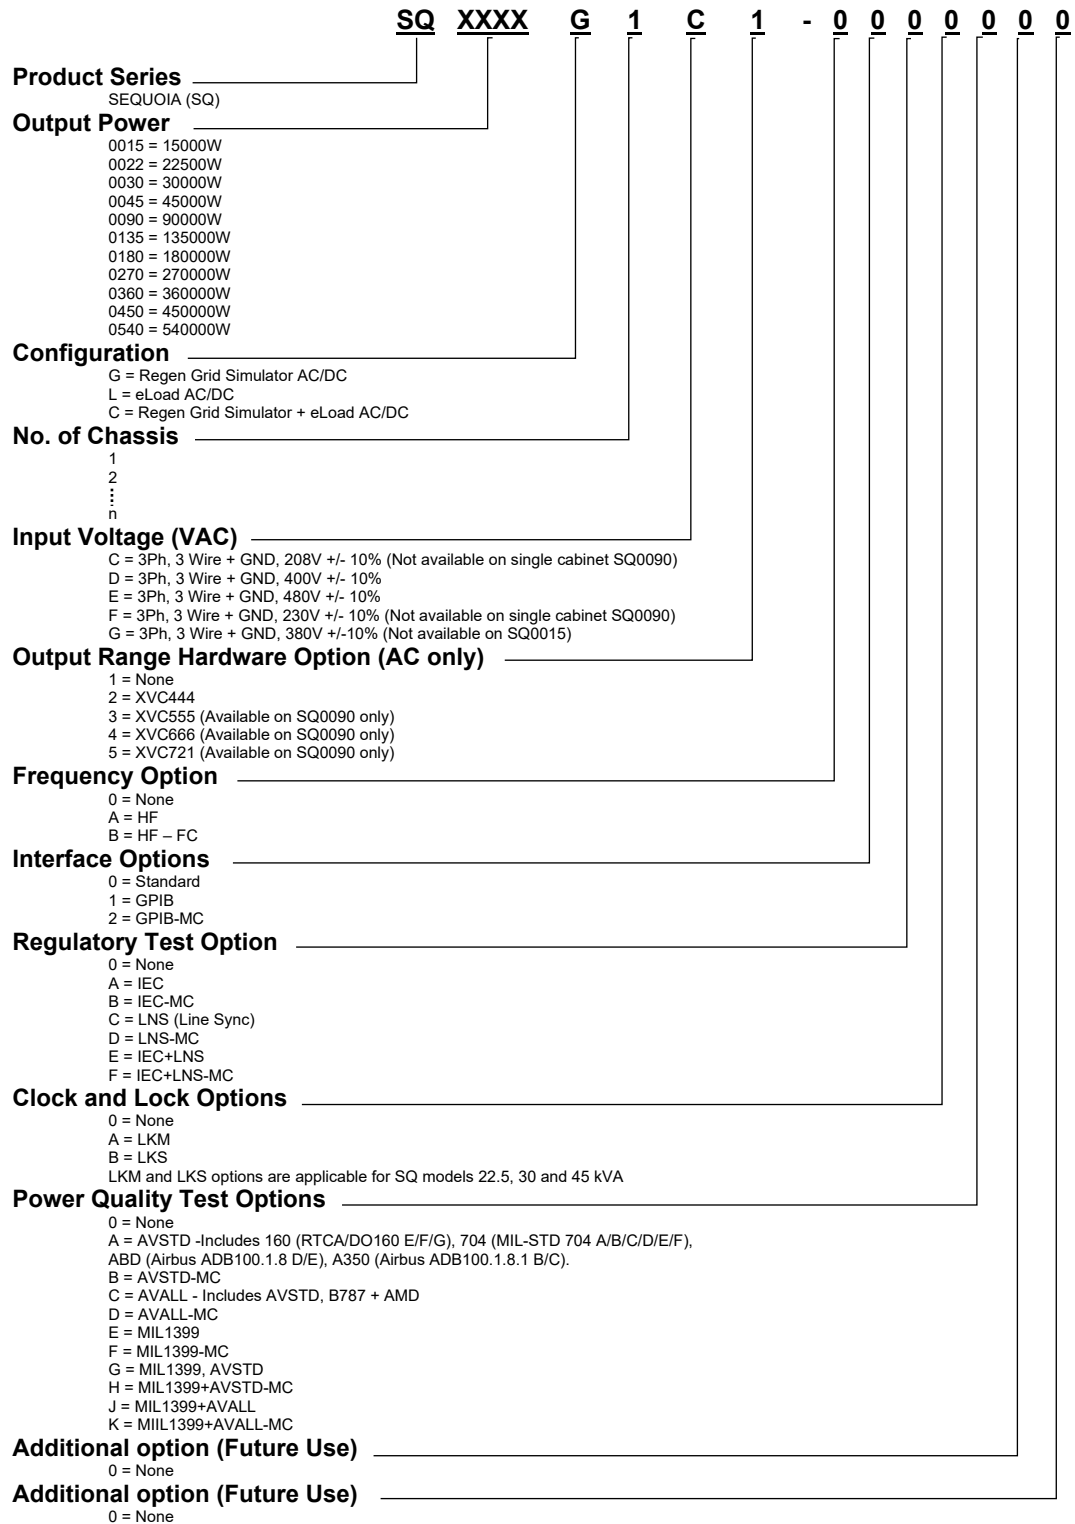 SQ XXXX G 1 C 1 - 0 0 0 0 0 0 0
Product Series
SEQUOIA (SQ)
Output Power
0015 = 15000W
0022 = 22500W
0030 = 30000W
0045 = 45000W
0090 = 90000W
0135 = 135000W
0180 = 180000W
0270 = 270000W
0360 = 360000W
0450 = 450000W
0540 = 540000W
Configuration
G = Regen Grid Simulator AC/DC
L = eLoad AC/DC
C = Regen Grid Simulator + eLoad AC/DC
No. of Chassis
1
2
n
Input Voltage (VAC)
C = 3Ph, 3 Wire + GND, 208V +/- 10% (Not available on single cabinet SQ0090)
D = 3Ph, 3 Wire + GND, 400V +/- 10%
E = 3Ph, 3 Wire + GND, 480V +/- 10%
F = 3Ph, 3 Wire + GND, 230V +/- 10% (Not available on single cabinet SQ0090)
G = 3Ph, 3 Wire + GND, 380V +/-10% (Not available on SQ0015)
Output Range Hardware Option (AC only)
1 = None
2 = XVC444
3 = XVC555 (Available on SQ0090 only)
4 = XVC666 (Available on SQ0090 only)
5 = XVC721 (Available on SQ0090 only)
Frequency Option
0 = None
A = HF
B = HF – FC
Interface Options
0 = Standard
1 = GPIB
2 = GPIB-MC
Regulatory Test Option
0 = None
A = IEC
B = IEC-MC
C = LNS (Line Sync)
D = LNS-MC
E = IEC+LNS
F = IEC+LNS-MC
Clock and Lock Options
0 = None
A = LKM
B = LKS
LKM and LKS options are applicable for SQ models 22.5, 30 and 45 kVA
Power Quality Test Options
0 = None
A = AVSTD -Includes 160 (RTCA/DO160 E/F/G), 704 (MIL-STD 704 A/B/C/D/E/F),
ABD (Airbus ADB100.1.8 D/E), A350 (Airbus ADB100.1.8.1 B/C).
B = AVSTD-MC
C = AVALL - Includes AVSTD, B787 + AMD
D = AVALL-MC
E = MIL1399
F = MIL1399-MC
G = MIL1399, AVSTD
H = MIL1399+AVSTD-MC
J = MIL1399+AVALL
K = MIIL1399+AVALL-MC
Additional option (Future Use)
0 = None
Additional option (Future Use)
0 = None